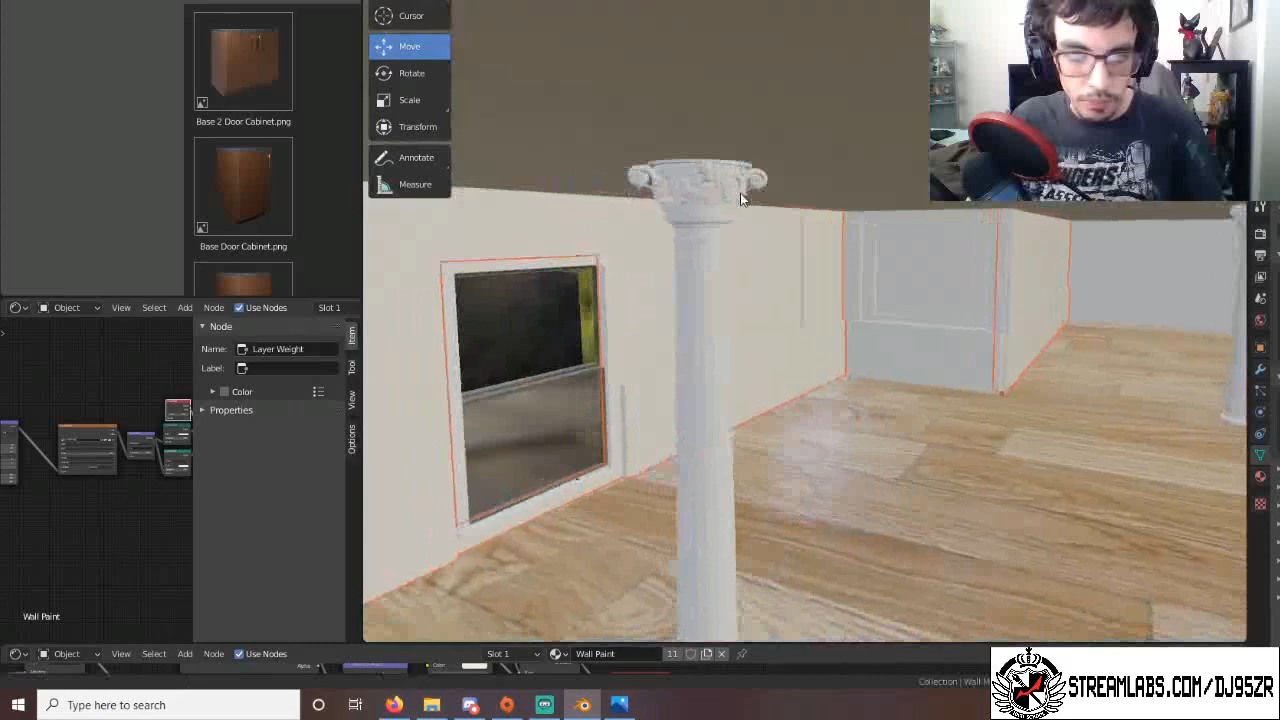 Cursor
Move
Rotate
Scale
Transform
Annotate
Measure
Base 2 Door Cabinet.png
Base Door Cabinet.png
Object
View
Select
Add
Node
Use Nodes
Slot 1
Node
Name:
Layer Weight
Label:
Color
Properties
Item
Tool
View
Options
Wall Paint
Object
View
Select
Add
Node
Use Nodes
Slot 1
Wall Paint
11
Alpha
Color
Collection | Wall
STREAMLABS.COM/DJ95ZR
Type here to search